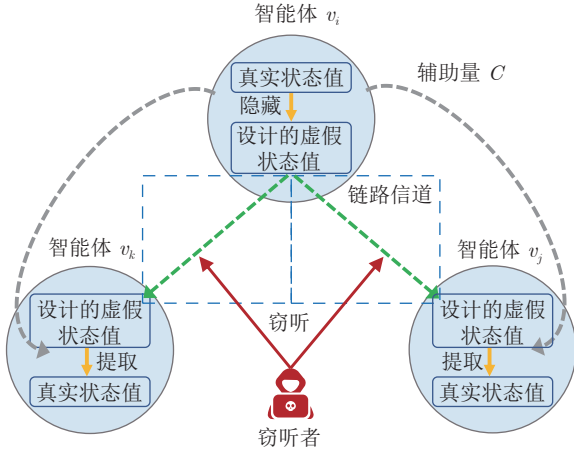 智能体 v_i
真实状态值
隐藏
设计的虚假
状态值
辅助量 C
链路信道
智能体 v_k
设计的虚假
状态值
提取
真实状态值
智能体 v_j
设计的虚假
状态值
提取
真实状态值
窃听
窃听者